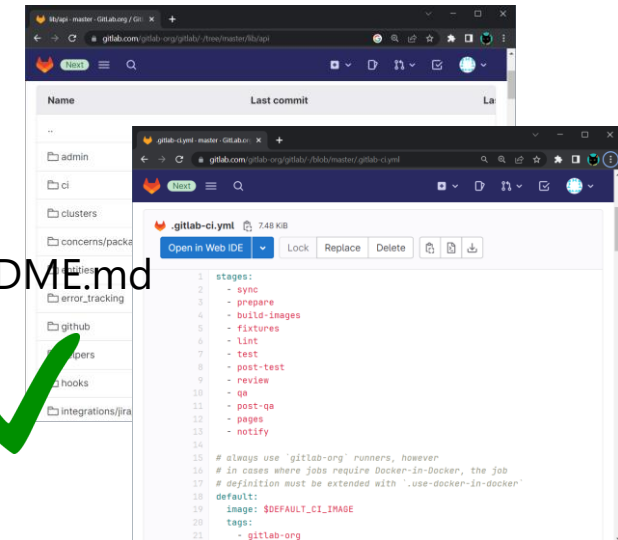 lib/api · master · GitLab.org / Git
gitlab.com/gitlab-org/gitlab/-/tree/master/lib/api
Next
Name Last commit
..
admin
ci
clusters
concerns/packa
entities
DME.md
error_tracking
github
hooks
integrations/jira
.gitlab-ci.yml · master · GitLab.or
gitlab.com/gitlab-org/gitlab/-/blob/master/.gitlab-ci.yml
Next
.gitlab-ci.yml 7.48 KiB
Open in Web IDE Lock Replace Delete
1 stages:
2 - sync
3 - prepare
4 - build-images
5 - fixtures
6 - lint
7 - test
8 - post-test
9 - review
10 - qa
11 - post-qa
12 - pages
13 - notify
14
15 # always use `gitlab-org` runners, however
16 # in cases where jobs require Docker-in-Docker, the job
17 # definition must be extended with `.use-docker-in-docker`
18 default:
19 image: $DEFAULT_CI_IMAGE
20 tags:
21 - gitlab-org